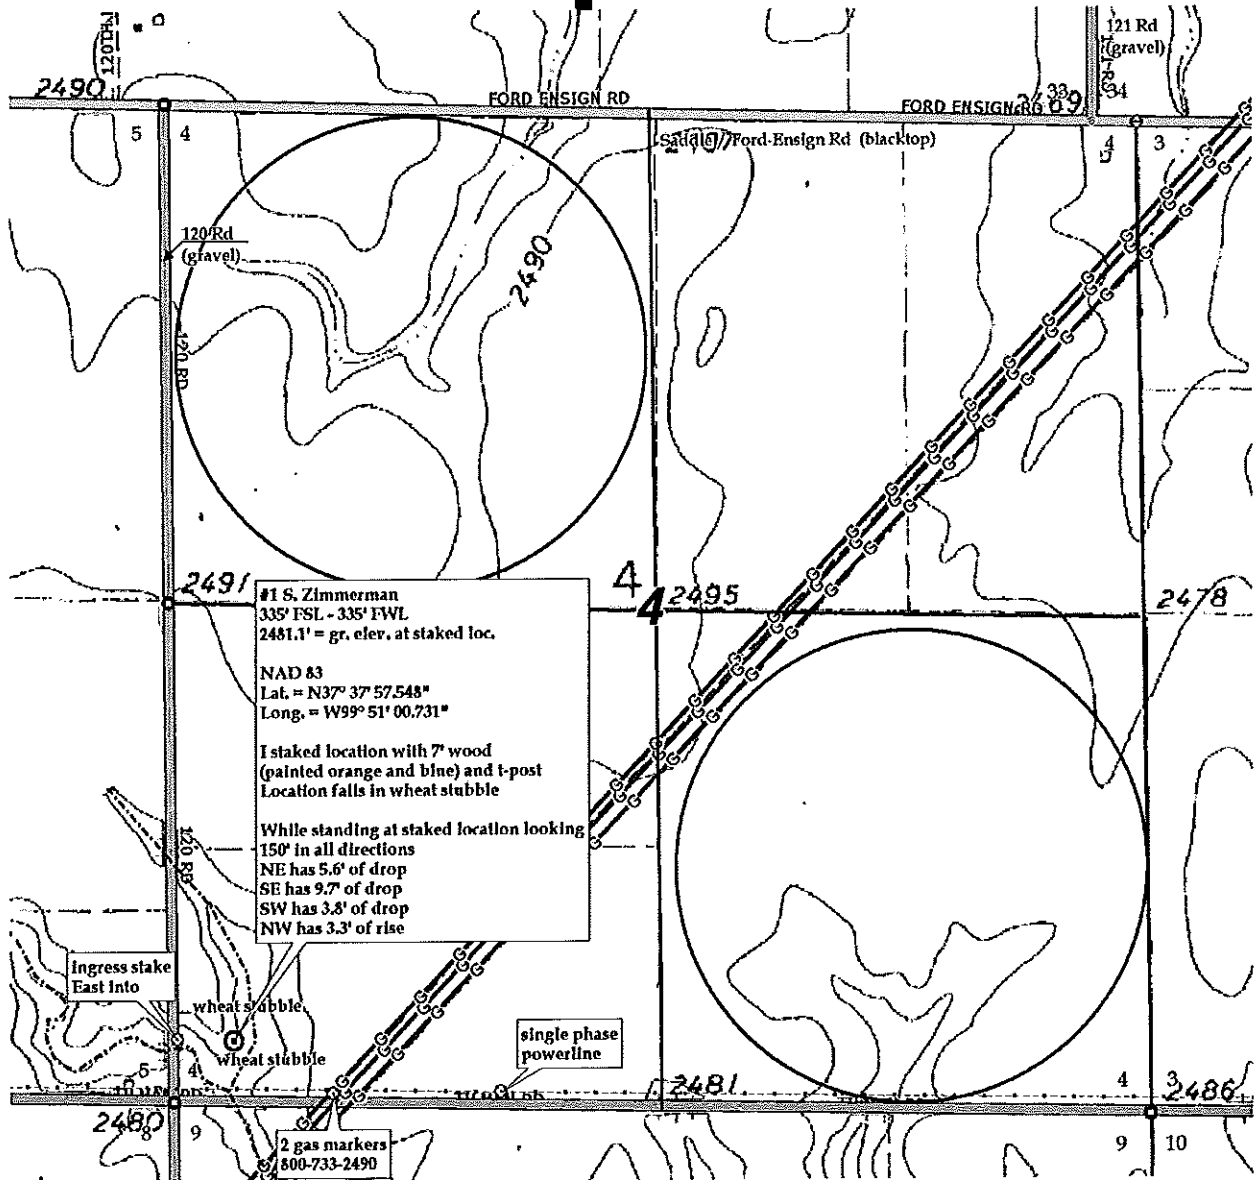 120TH
121 Rd
(gravel)
121 RD
2490
FORD ENSIGN RD
FORD ENSIGN RD
33
34
5
4
Saddle//Ford-Ensign Rd (blacktop)
4
3
120 Rd
(gravel)
2490
120 RD
2491
4
4
2495
2478
#1 S. Zimmerman
335' FSL - 335' FWL
2481.1' = gr. elev. at staked loc.
NAD 83
Lat. = N37° 37' 57.548"
Long. = W99° 51' 00.731"
I staked location with 7' wood
(painted orange and blue) and t-post
Location falls in wheat stubble
While standing at staked location looking
150' in all directions
NE has 5.6' of drop
SE has 9.7' of drop
SW has 3.8' of drop
NW has 3.3' of rise
120 RD
ingress stake
East into
wheat stubble
wheat stubble
single phase
powerline
5
4
2481
4
3
2486
2480
8
9
2 gas markers
800-733-2490
9
10